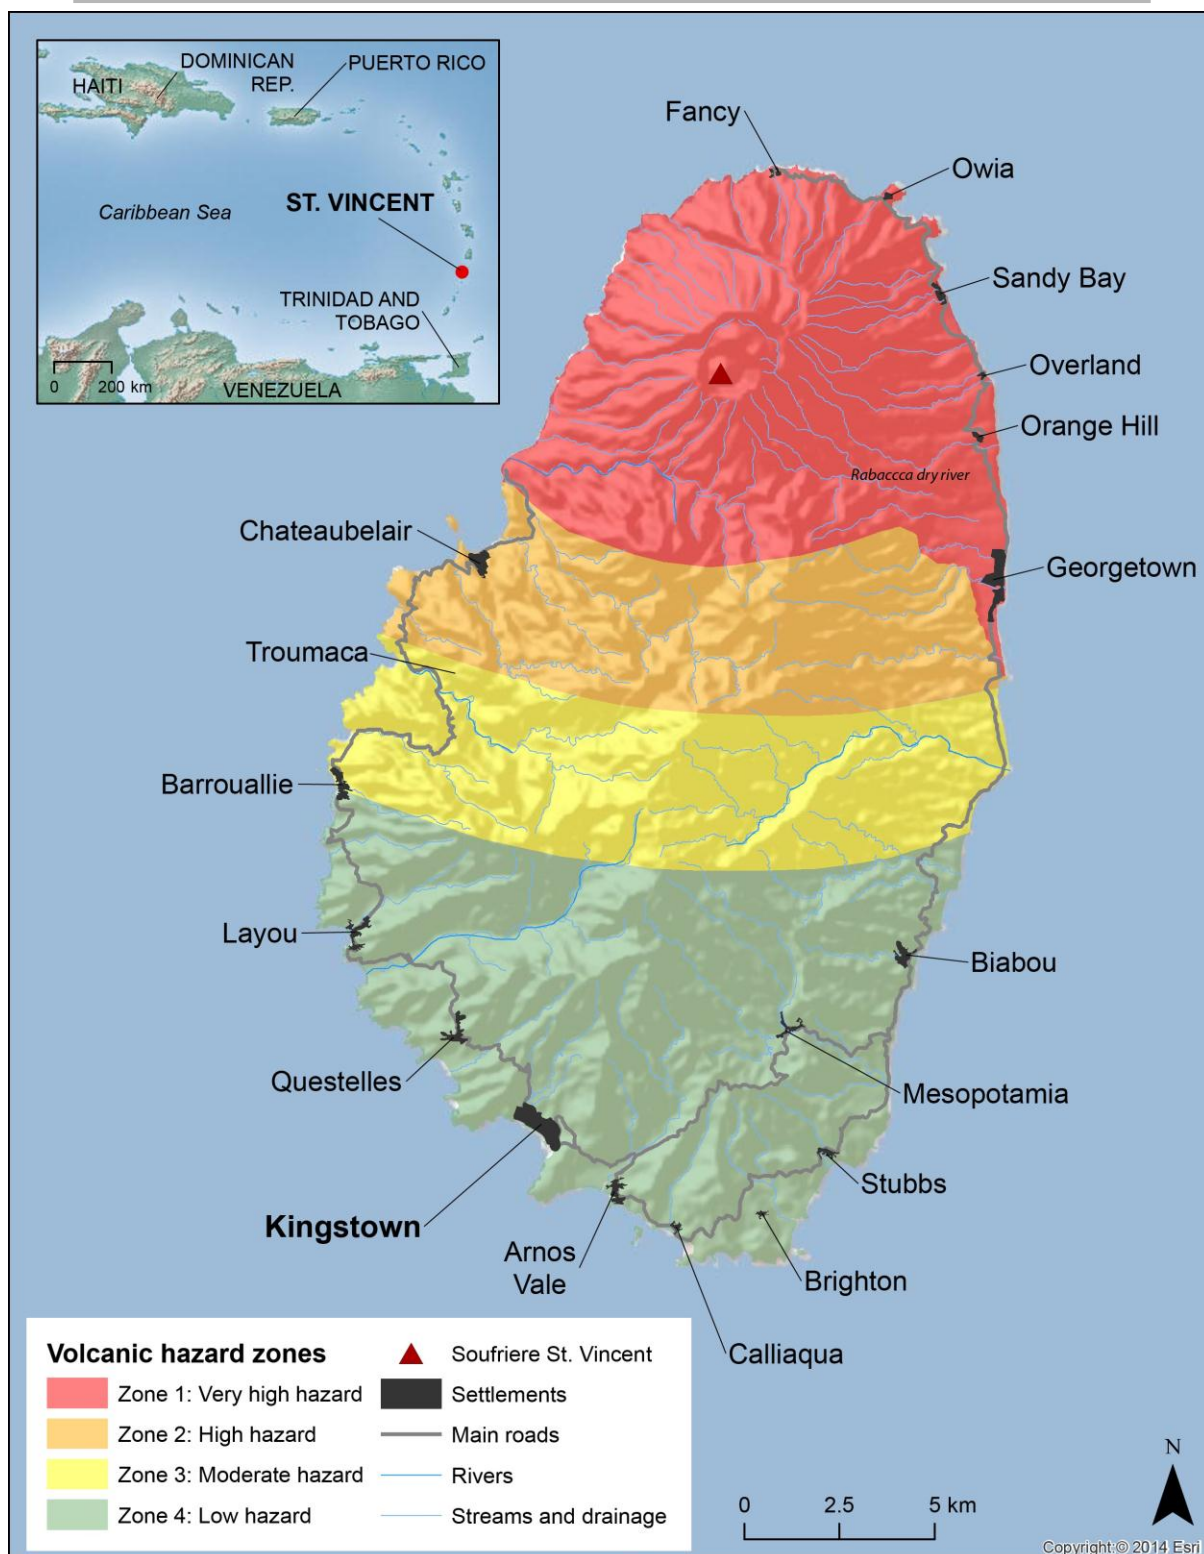 HAITI
DOMINICAN
REP.
PUERTO RICO
Caribbean Sea
ST. VINCENT
TRINIDAD AND
TOBAGO
0 200 km
VENEZUELA
Fancy
Owia
Sandy Bay
Overland
Orange Hill
Rabaccca dry river
Chateaubelair
Georgetown
Troumaca
Barrouallie
Layou
Biabou
Questelles
Mesopotamia
Stubbs
Kingstown
Arnos
Vale
Brighton
Calliaqua
Volcanic hazard zones
Zone 1: Very high hazard
Zone 2: High hazard
Zone 3: Moderate hazard
Zone 4: Low hazard
Soufriere St. Vincent
Settlements
Main roads
Rivers
Streams and drainage
0 2.5 5 km
N
Copyright:© 2014 Esri